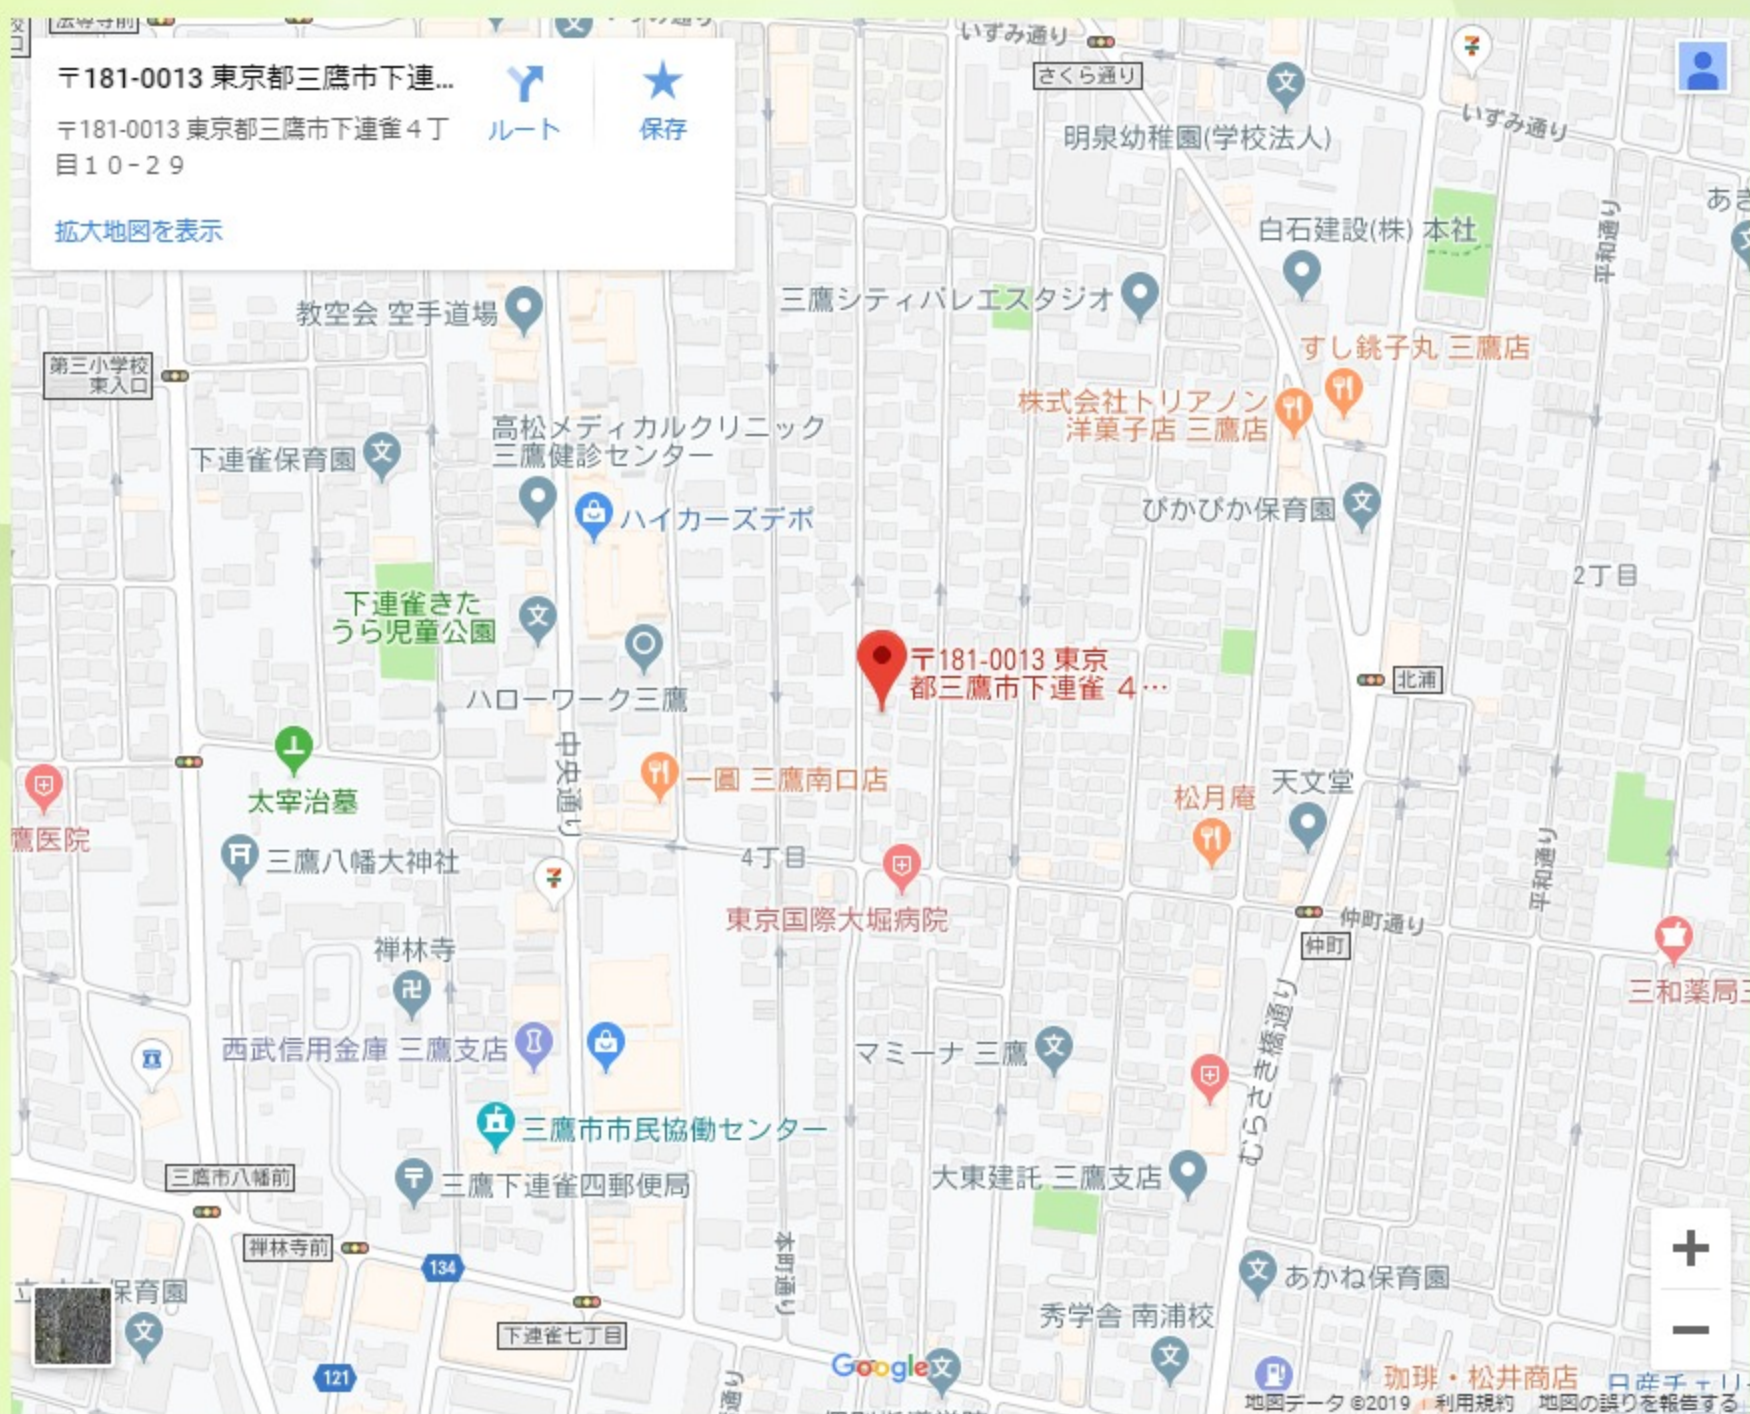 法専寺前
いずみ通り
さくら通り
〒181-0013 東京都三鷹市下連...
〒181-0013 東京都三鷹市下連雀４丁
目１０−２９
ルート
保存
拡大地図を表示
明泉幼稚園(学校法人)
いずみ通り
平和通り
白石建設(株) 本社
教空会 空手道場
三鷹シティバレエスタジオ
すし銚子丸 三鷹店
第三小学校
東入口
株式会社トリアノン
洋菓子店 三鷹店
高松メディカルクリニック
三鷹健診センター
下連雀保育園
ハイカーズデポ
ぴかぴか保育園
2丁目
下連雀きた
うら児童公園
ハローワーク三鷹
〒181-0013 東京
都三鷹市下連雀 4…
北浦
中央通り
太宰治墓
一圓 三鷹南口店
松月庵
天文堂
鷹医院
三鷹八幡大神社
4丁目
平和通り
東京国際大堀病院
仲町通り
仲町
禅林寺
三和薬局三
西武信用金庫 三鷹支店
マミーナ 三鷹
むらさき橋通り
三鷹市市民協働センター
三鷹市八幡前
三鷹下連雀四郵便局
大東建託 三鷹支店
禅林寺前
134
本町通り
保育園
あかね保育園
下連雀七丁目
秀学舎 南浦校
121
Google
珈琲・松井商店
日産チェリー
地図データ ©2019
利用規約
地図の誤りを報告する